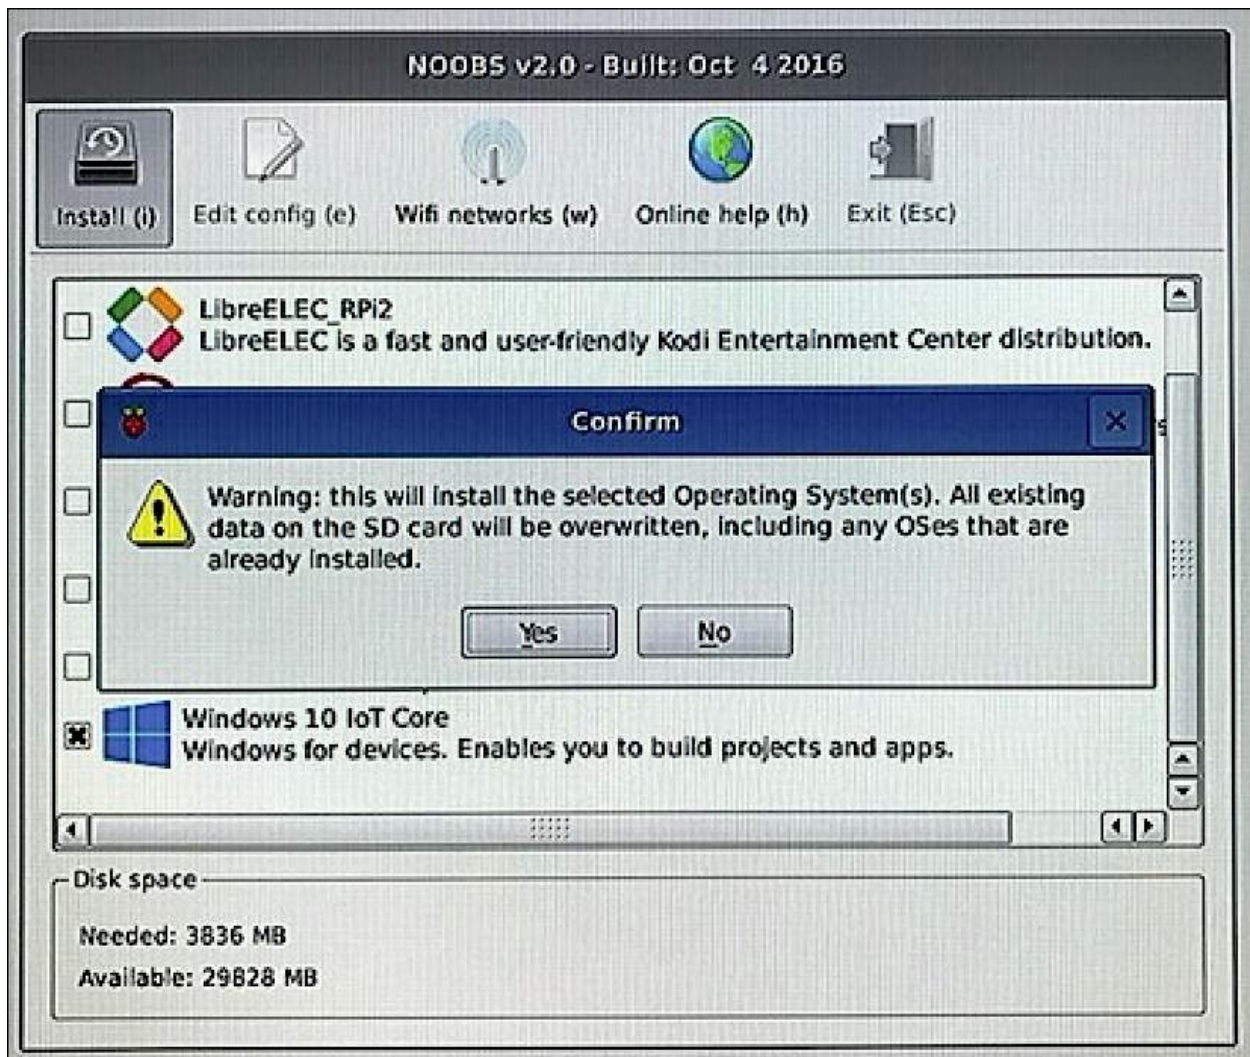 NOOBS v2.0 - Built: Oct 4 2016
Install (i)
Edit config (e)
Wifi networks (w)
Online help (h)
Exit (Esc)
LibreELEC_RPi2
LibreELEC is a fast and user-friendly Kodi Entertainment Center distribution.
Confirm
Warning: this will install the selected Operating System(s). All existing
data on the SD card will be overwritten, including any OSes that are
already installed.
Yes
No
Windows 10 IoT Core
Windows for devices. Enables you to build projects and apps.
Disk space
Needed: 3836 MB
Available: 29828 MB